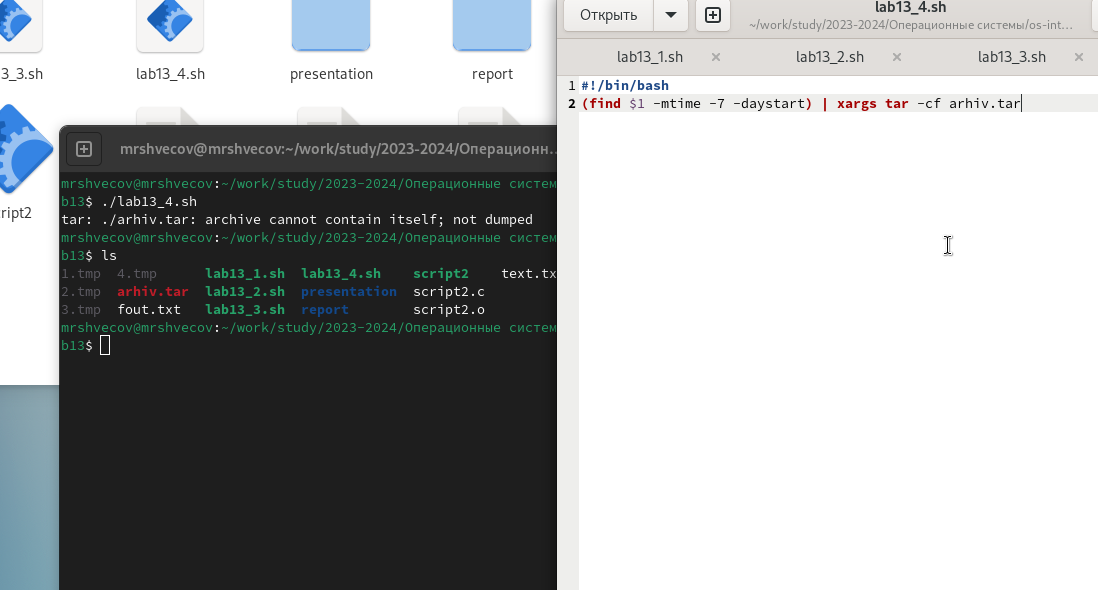 3_3.sh
lab13_4.sh
presentation
report
ript2
mrshvecov@mrshvecov:~/work/study/2023-2024/Операционн…
mrshvecov@mrshvecov:~/work/study/2023-2024/Операционные систем
b13$ ./lab13_4.sh
tar: ./arhiv.tar: archive cannot contain itself; not dumped
mrshvecov@mrshvecov:~/work/study/2023-2024/Операционные систем
b13$ ls
1.tmp 4.tmp lab13_1.sh lab13_4.sh script2 text.tx
2.tmp arhiv.tar lab13_2.sh presentation script2.c
3.tmp fout.txt lab13_3.sh report script2.o
mrshvecov@mrshvecov:~/work/study/2023-2024/Операционные систем
b13$
Открыть
lab13_4.sh
~/work/study/2023-2024/Операционные системы/os-int…
lab13_1.sh × lab13_2.sh × lab13_3.sh ×
1 #!/bin/bash
2 (find $1 -mtime -7 -daystart) | xargs tar -cf arhiv.tar